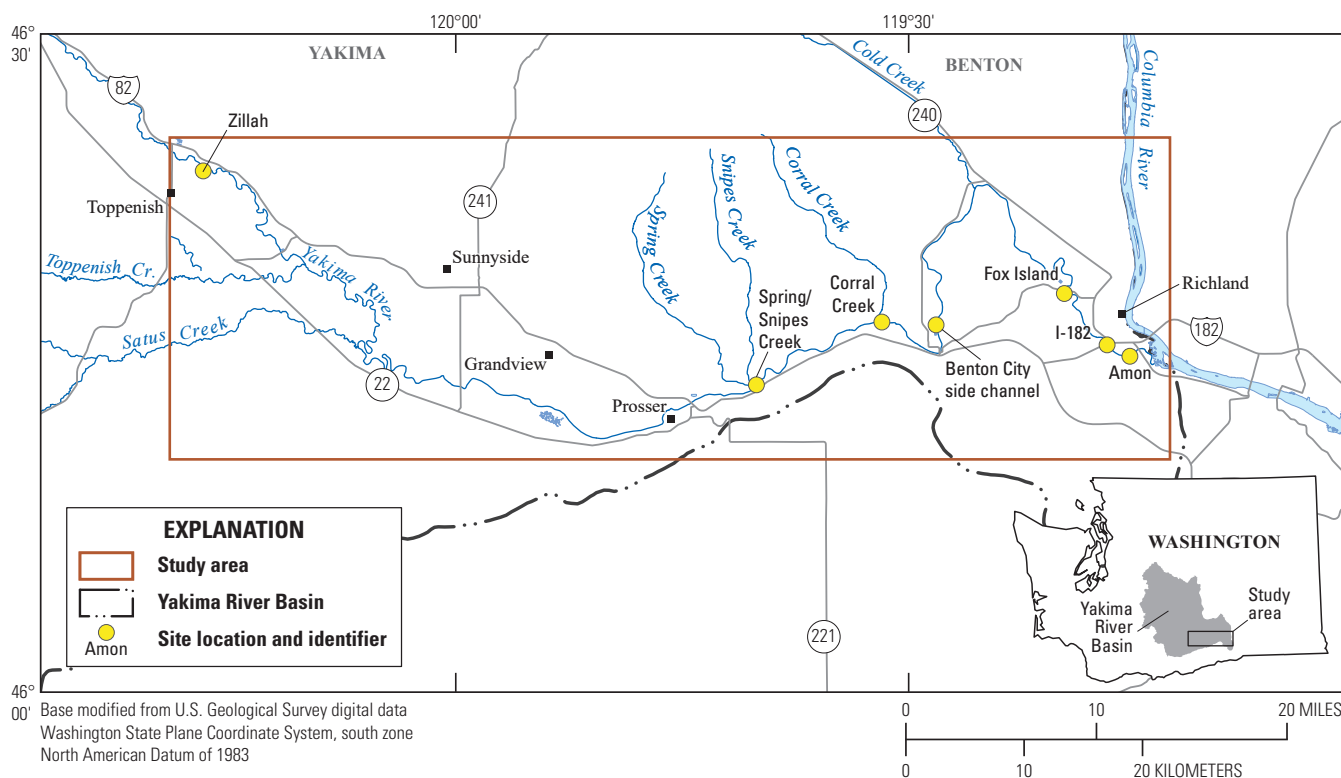 120°00'
119°30'
46°
30'
YAKIMA
BENTON
Cold Creek
Columbia
River
82
Zillah
240
Toppenish
241
Snipes Creek
Corral Creek
Spring Creek
Sunnyside
Yakima River
Toppenish Cr.
Satus Creek
Fox Island
Richland
Spring/
Snipes
Creek
Corral
Creek
I-182
182
Grandview
22
Benton City
side channel
Amon
Prosser
EXPLANATION
Study area
Yakima River Basin
Amon
Site location and identifier
221
WASHINGTON
Yakima
River
Basin
Study
area
46°
00'
Base modified from U.S. Geological Survey digital data
Washington State Plane Coordinate System, south zone
North American Datum of 1983
0 10 20 MILES
0 10 20 KILOMETERS